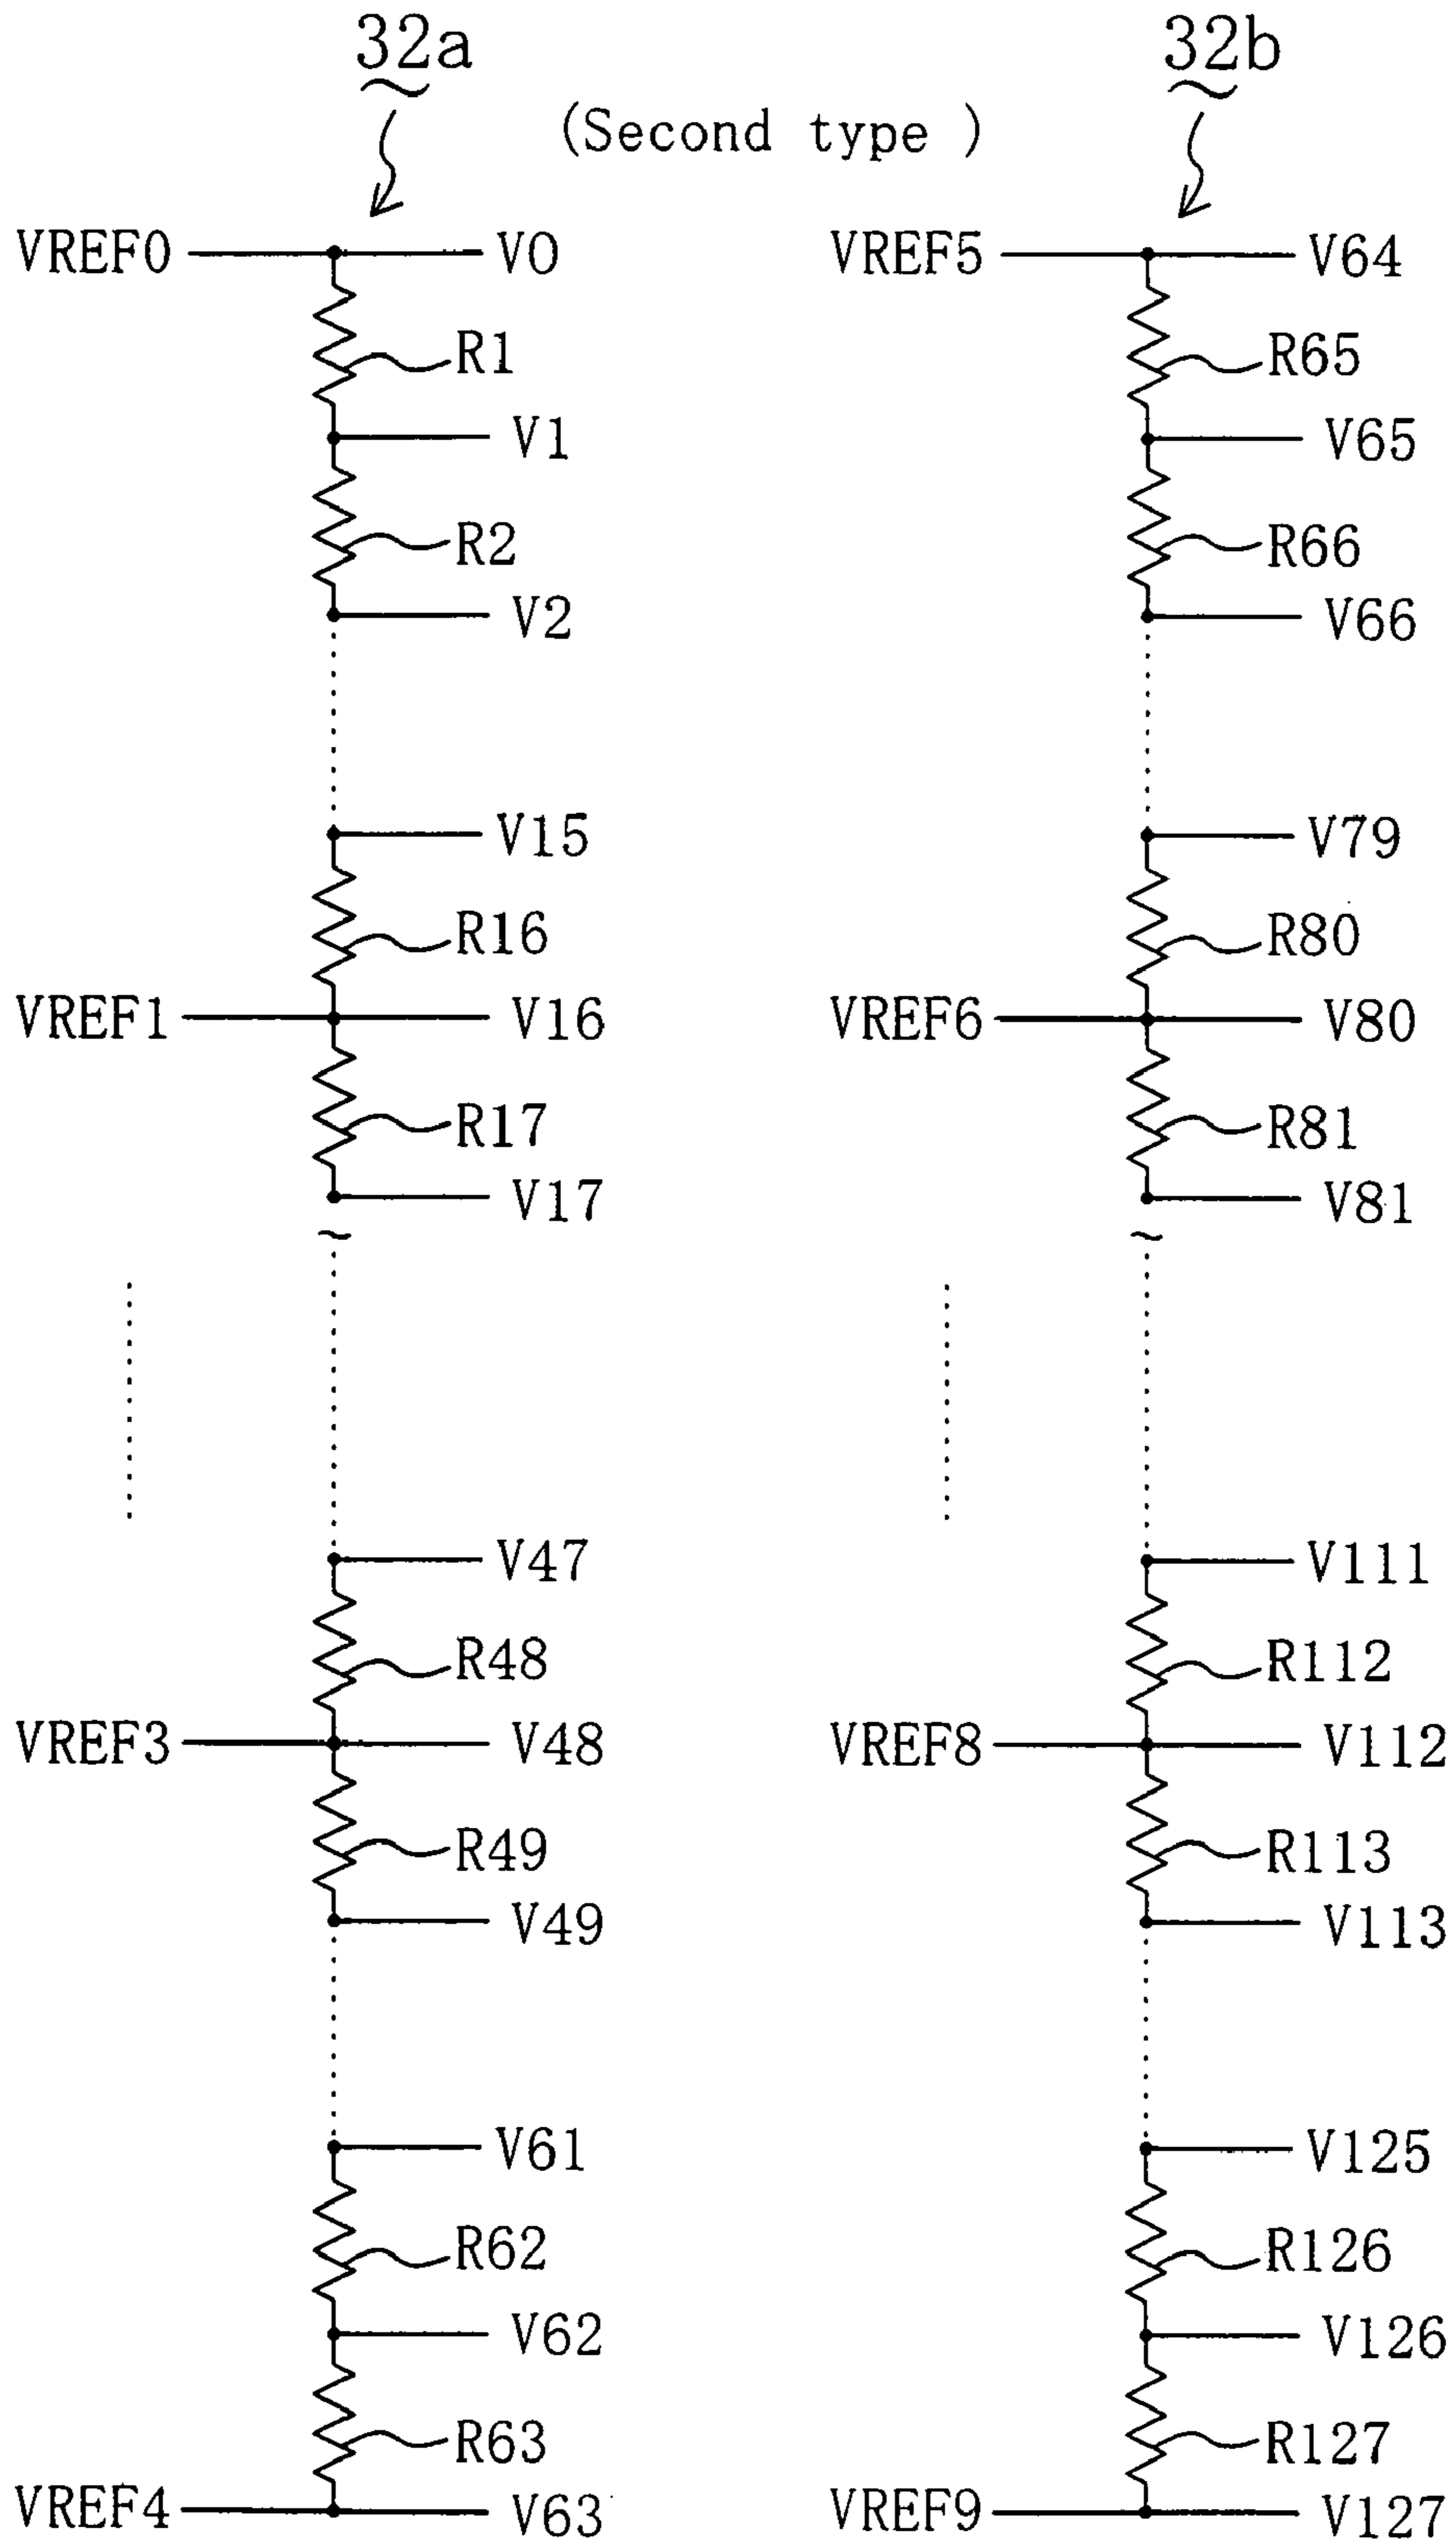 32a
32b
(Second type )
VREF0
V0
VREF5
V64
R1
R65
V1
V65
R2
R66
V2
V66
V15
V79
R16
R80
VREF1
V16
VREF6
V80
R17
R81
V17
V81
V47
V111
R48
R112
VREF3
V48
VREF8
V112
R49
R113
V49
V113
V61
V125
R62
R126
V62
V126
R63
R127
VREF4
V63
VREF9
V127